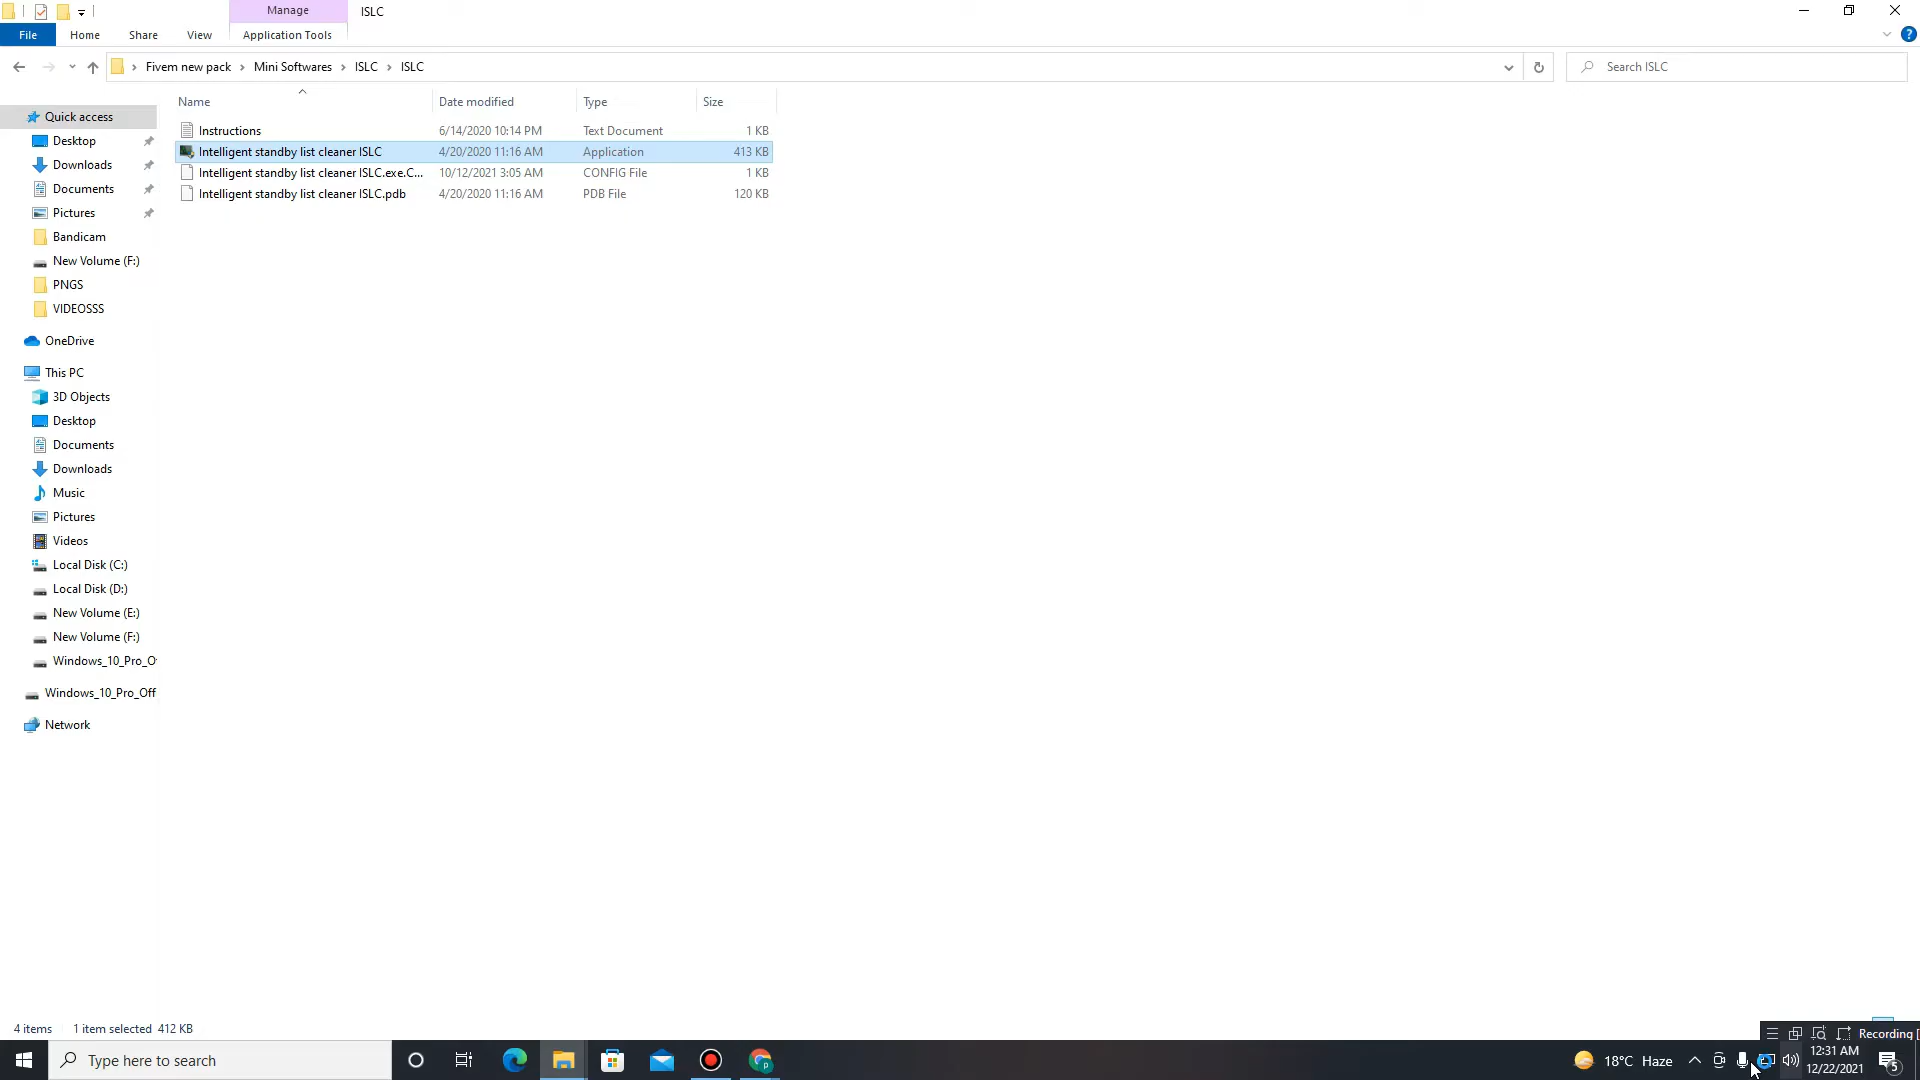 Manage
ISLC
File
Home
Share
View
Application Tools
Fivem new pack
Mini Softwares
ISLC
ISLC
Search ISLC
Name
Date modified
Type
Size
Instructions 6/14/2020 10:14 PM Text Document 1 KB
Intelligent standby list cleaner ISLC 4/20/2020 11:16 AM Application 413 KB
Intelligent standby list cleaner ISLC.exe.C... 10/12/2021 3:05 AM CONFIG File 1 KB
Intelligent standby list cleaner ISLC.pdb 4/20/2020 11:16 AM PDB File 120 KB
Quick access
Desktop
Downloads
Documents
Pictures
Bandicam
New Volume (F:)
PNGS
VIDEOSSS
OneDrive
This PC
3D Objects
Desktop
Documents
Downloads
Music
Pictures
Videos
Local Disk (C:)
Local Disk (D:)
New Volume (E:)
New Volume (F:)
Windows_10_Pro_O
Windows_10_Pro_Off
Network
4 items
1 item selected 412 KB
Recording [
Type here to search
18°C Haze
12:31 AM
12/22/2021
5